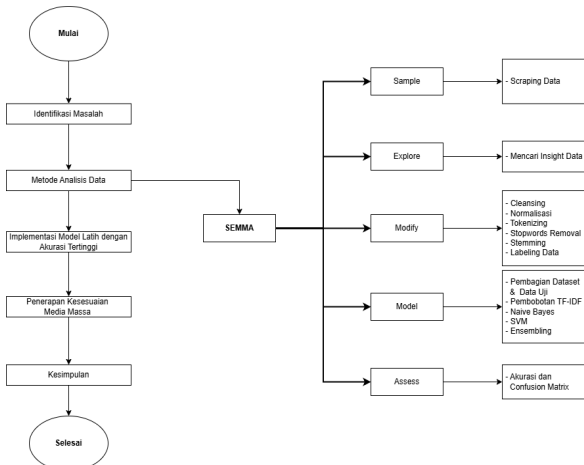 Mulai
Identifikasi Masalah
Metode Analisis Data
Implementasi Model Latih dengan
Akurasi Tertinggi
Penerapan Kesesuaian
Media Massa
Kesimpulan
Selesai
SEMMA
Sample
- Scraping Data
Explore
- Mencari Insight Data
Modify
- Cleansing
- Normalisasi
- Tokenizing
- Stopwords Removal
- Stemming
- Labeling Data
Model
- Pembagian Dataset
& Data Uji
- Pembobotan TF-IDF
- Naive Bayes
- SVM
- Ensembling
Assess
- Akurasi dan
Confusion Matrix